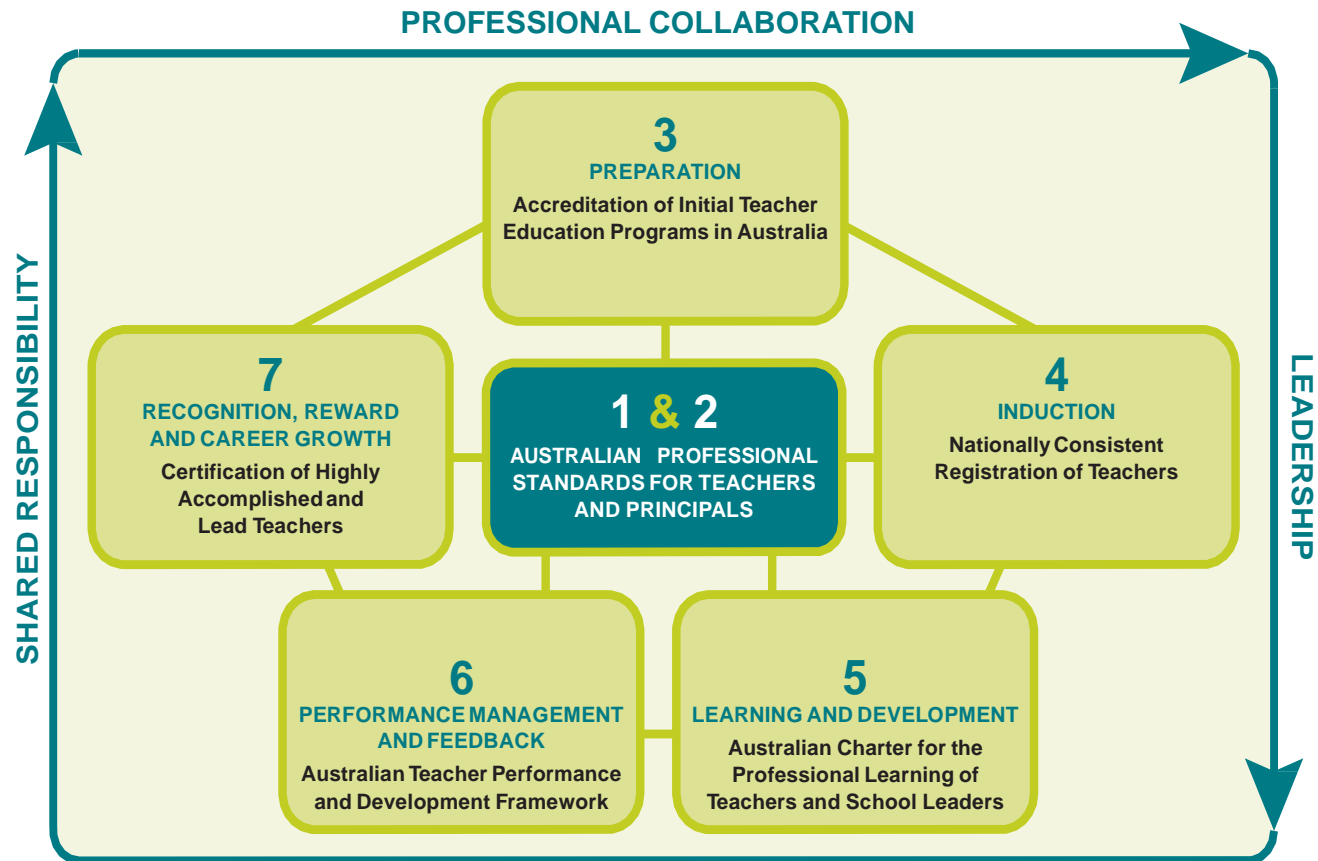 PROFESSIONAL COLLABORATION
SHARED RESPONSIBILITY
LEADERSHIP
3
PREPARATION
Accreditation of Initial Teacher
Education Programs in Australia
7
RECOGNITION, REWARD
AND CAREER GROWTH
Certification of Highly
Accomplished and
Lead Teachers
1 & 2
AUSTRALIAN PROFESSIONAL
STANDARDS FOR TEACHERS
AND PRINCIPALS
4
INDUCTION
Nationally Consistent
Registration of Teachers
6
PERFORMANCE MANAGEMENT
AND FEEDBACK
Australian Teacher Performance
and Development Framework
5
LEARNING AND DEVELOPMENT
Australian Charter for the
Professional Learning of
Teachers and School Leaders